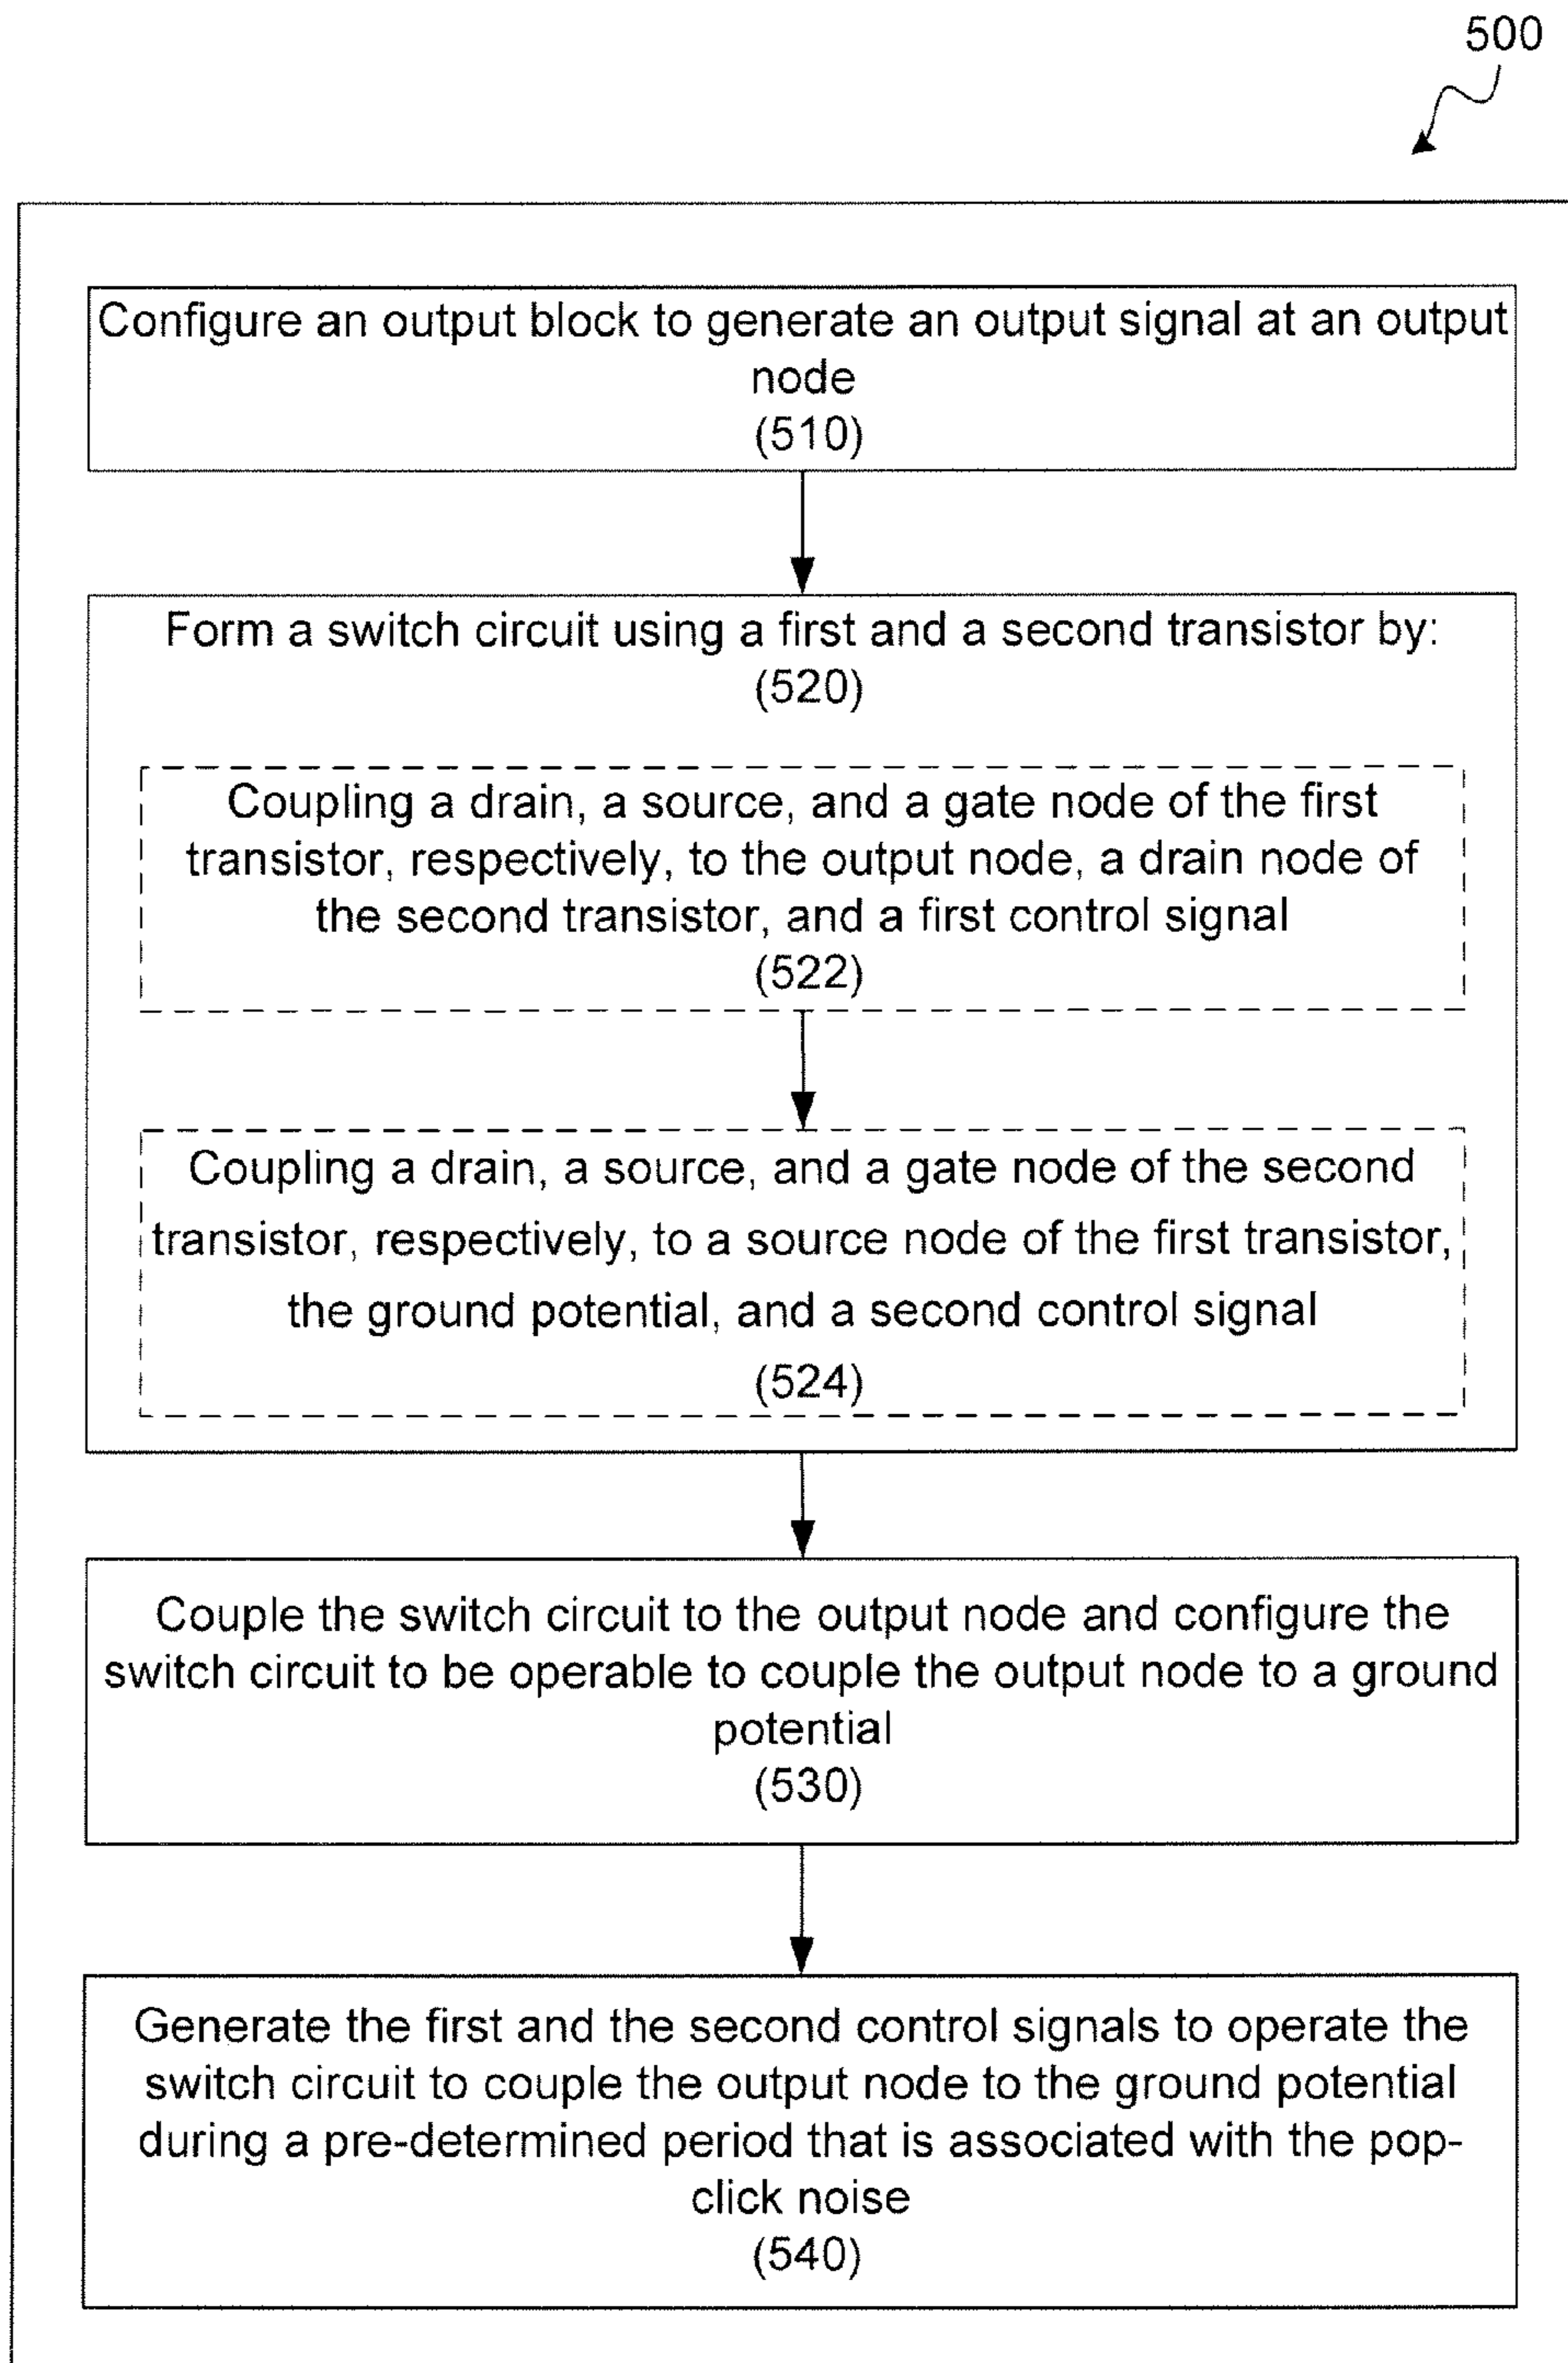 500
Configure an output block to generate an output signal at an output
node
(510)
Form a switch circuit using a first and a second transistor by:
(520)
Coupling a drain, a source, and a gate node of the first
transistor, respectively, to the output node, a drain node of
the second transistor, and a first control signal
(522)
Coupling a drain, a source, and a gate node of the second
transistor, respectively, to a source node of the first transistor,
the ground potential, and a second control signal
(524)
Couple the switch circuit to the output node and configure the
switch circuit to be operable to couple the output node to a ground
potential
(530)
Generate the first and the second control signals to operate the
switch circuit to couple the output node to the ground potential
during a pre-determined period that is associated with the pop-
click noise
(540)